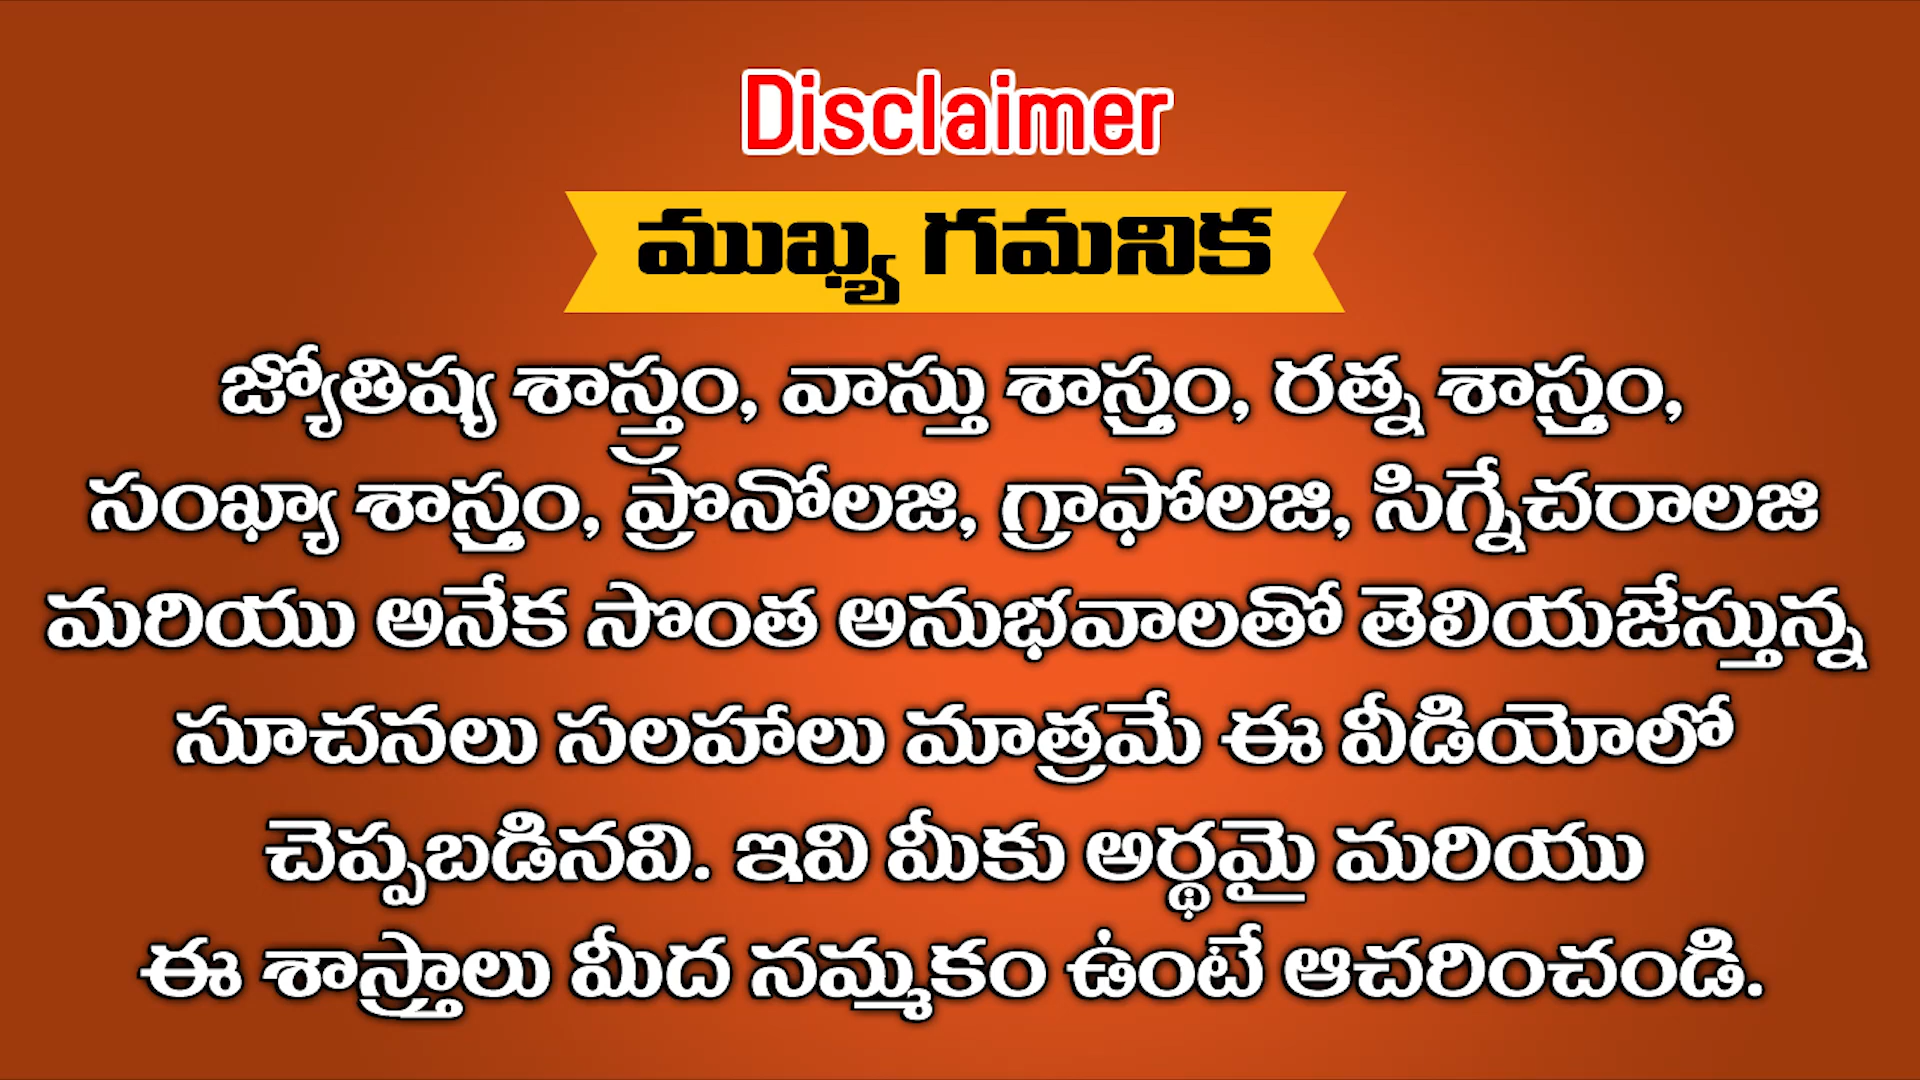 Disclaimer
ముఖ్య గమనిక
జ్యోతిష్య శాస్త్రం, వాస్తు శాస్త్రం, రత్న శాస్త్రం,
సంఖ్యా శాస్త్రం, ప్రొనోలజి, గ్రాఫోలజి, సిగ్నేచరాలజి
మరియు అనేక సొంత అనుభవాలతో తెలియజేస్తున్న
సూచనలు సలహాలు మాత్రమే ఈ వీడియోలో
చెప్పబడినవి. ఇవి మీకు అర్థమై మరియు
ఈ శాస్త్రాలు మీద నమ్మకం ఉంటే ఆచరించండి.